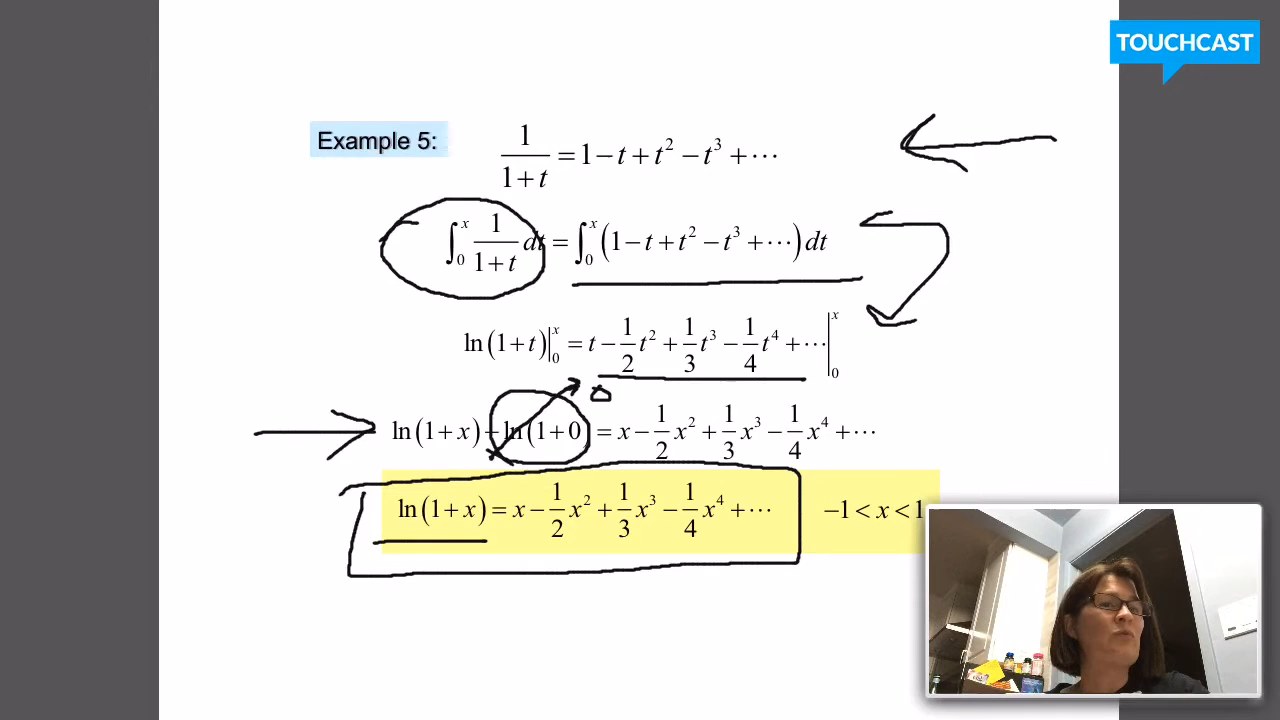 TOUCHCAST
Example 5:
1/(1+t) = 1 − t + t² − t³ + ⋯
∫₀ˣ 1/(1+t) dt = ∫₀ˣ (1 − t + t² − t³ + ⋯) dt
ln(1+t)|₀ˣ = t − 1/2 t² + 1/3 t³ − 1/4 t⁴ + ⋯|₀ˣ
0
ln(1+x) − ln(1+0) = x − 1/2 x² + 1/3 x³ − 1/4 x⁴ + ⋯
ln(1+x) = x − 1/2 x² + 1/3 x³ − 1/4 x⁴ + ⋯ −1 < x < 1